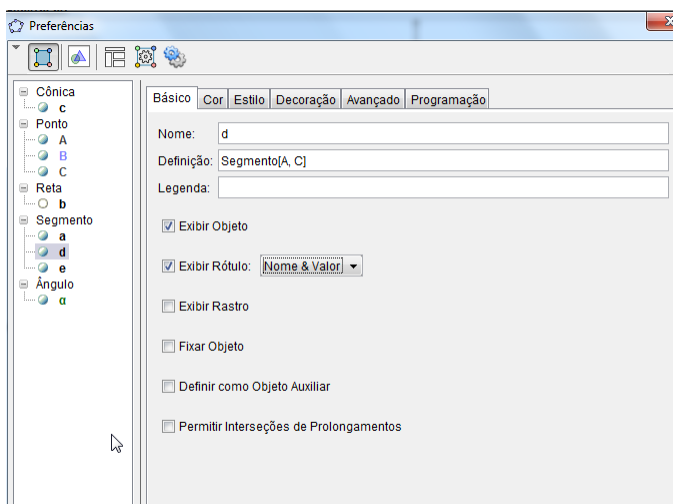 Preferências
Cônica
c
Ponto
A
B
C
Reta
b
Segmento
a
d
e
Ângulo
α
Básico Cor Estilo Decoração Avançado Programação
Nome: d
Definição: Segmento[A, C]
Legenda:
Exibir Objeto
Exibir Rótulo: Nome & Valor
Exibir Rastro
Fixar Objeto
Definir como Objeto Auxiliar
Permitir Interseções de Prolongamentos